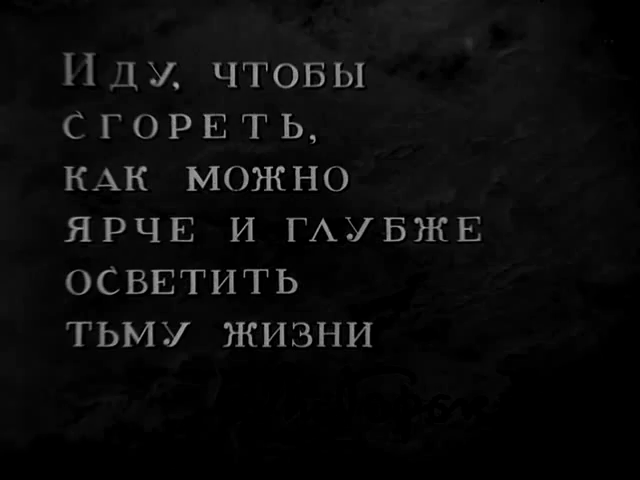 Иду, чтобы
сгореть,
как можно
ярче и глубже
осветить
тьму жизни